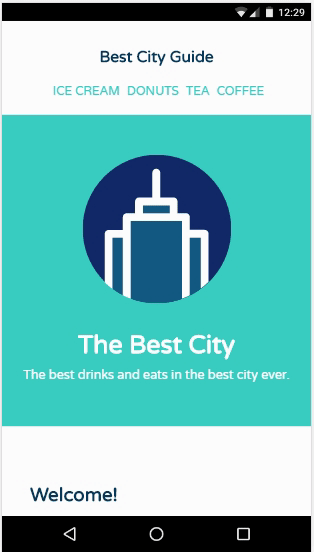 12:29
Best City Guide
ICE CREAM DONUTS TEA COFFEE
The Best City
The best drinks and eats in the best city ever.
Welcome!